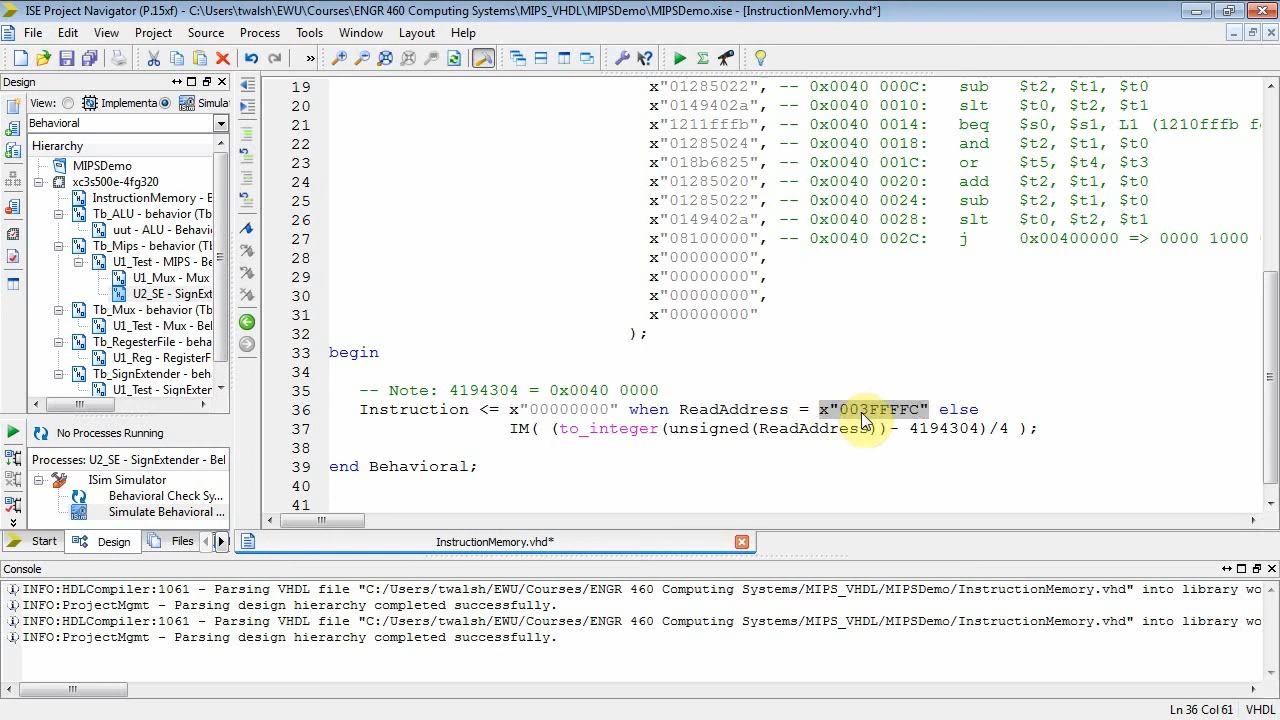 ISE Project Navigator (P.15xf) - C:\Users\twalsh\EWU\Courses\ENGR 460 Computing Systems\MIPS_VHDL\MIPSDemo\MIPSDemo.xise - [InstructionMemory.vhd*]
File Edit View Project Source Process Tools Window Layout Help
Design
View: Implementa Simula
Behavioral
Hierarchy
MIPSDemo
xc3s500e-4fg320
InstructionMemory -
Tb_ALU - behavior (Tb
uut - ALU - Behavi
Tb_Mips - behavior (Tb
U1_Test - MIPS - Be
U1_Mux - Mux
U2_SE - SignExt
Tb_Mux - behavior (Tb
U1_Test - Mux - Bel
Tb_RegesterFile - beha
U1_Reg - RegisterF
Tb_SignExtender - beh
U1_Test - SignExter
No Processes Running
Processes: U2_SE - SignExtender - Bel
ISim Simulator
Behavioral Check Sy...
Simulate Behavioral ...
Start Design Files
19 x"01285022", -- 0x0040 000C: sub $t2, $t1, $t0
20 x"0149402a", -- 0x0040 0010: slt $t0, $t2, $t1
21 x"1211fffb", -- 0x0040 0014: beq $s0, $s1, L1 (1210fffb fo
22 x"01285024", -- 0x0040 0018: and $t2, $t1, $t0
23 x"018b6825", -- 0x0040 001C: or $t5, $t4, $t3
24 x"01285020", -- 0x0040 0020: add $t2, $t1, $t0
25 x"01285022", -- 0x0040 0024: sub $t2, $t1, $t0
26 x"0149402a", -- 0x0040 0028: slt $t0, $t2, $t1
27 x"08100000", -- 0x0040 002C: j 0x00400000 => 0000 1000
28 x"00000000",
29 x"00000000",
30 x"00000000",
31 x"00000000"
32 );
33 begin
34
35 -- Note: 4194304 = 0x0040 0000
36 Instruction <= x"00000000" when ReadAddress = x"003FFFFC" else
37 IM( (to_integer(unsigned(ReadAddress))- 4194304)/4 );
38
39 end Behavioral;
40
41
InstructionMemory.vhd*
Console
INFO:HDLCompiler:1061 - Parsing VHDL file "C:/Users/twalsh/EWU/Courses/ENGR 460 Computing Systems/MIPS_VHDL/MIPSDemo/InstructionMemory.vhd" into library wo
INFO:ProjectMgmt - Parsing design hierarchy completed successfully.
INFO:HDLCompiler:1061 - Parsing VHDL file "C:/Users/twalsh/EWU/Courses/ENGR 460 Computing Systems/MIPS_VHDL/MIPSDemo/InstructionMemory.vhd" into library wo
INFO:ProjectMgmt - Parsing design hierarchy completed successfully.
Ln 36 Col 61 VHDL